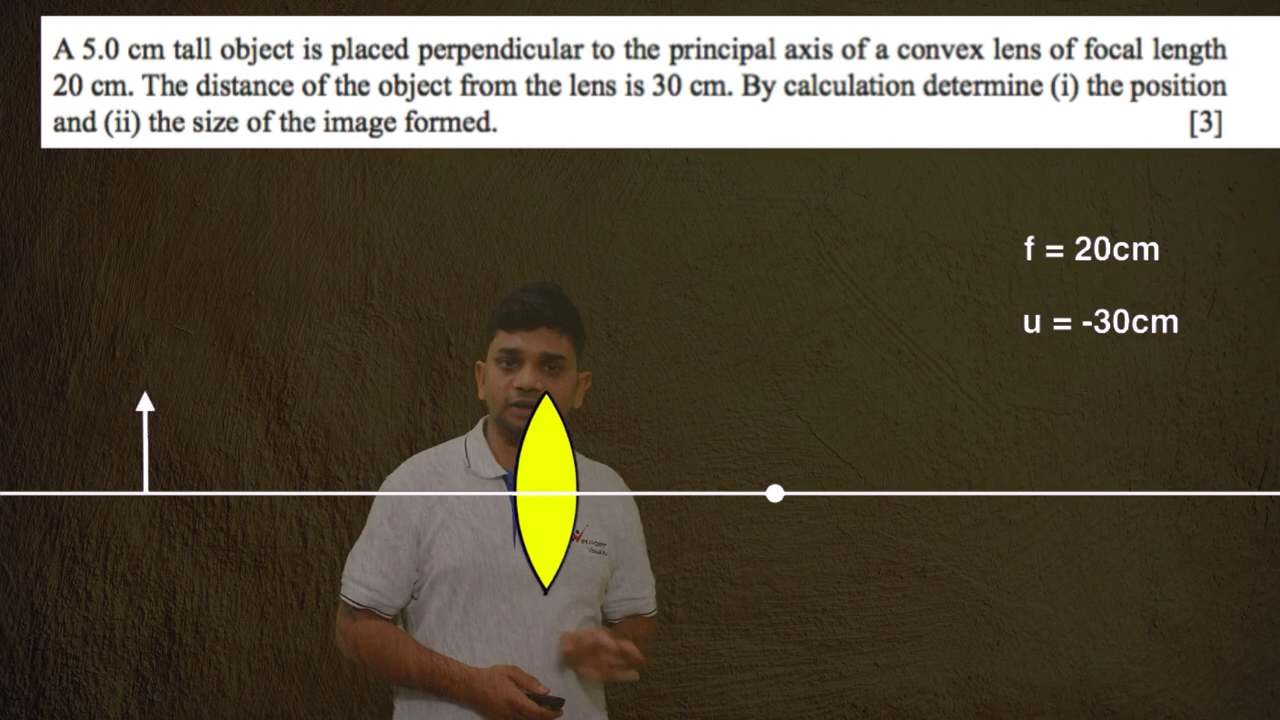 A 5.0 cm tall object is placed perpendicular to the principal axis of a convex lens of focal length
20 cm. The distance of the object from the lens is 30 cm. By calculation determine (i) the position
and (ii) the size of the image formed. [3]
f = 20cm
u = -30cm